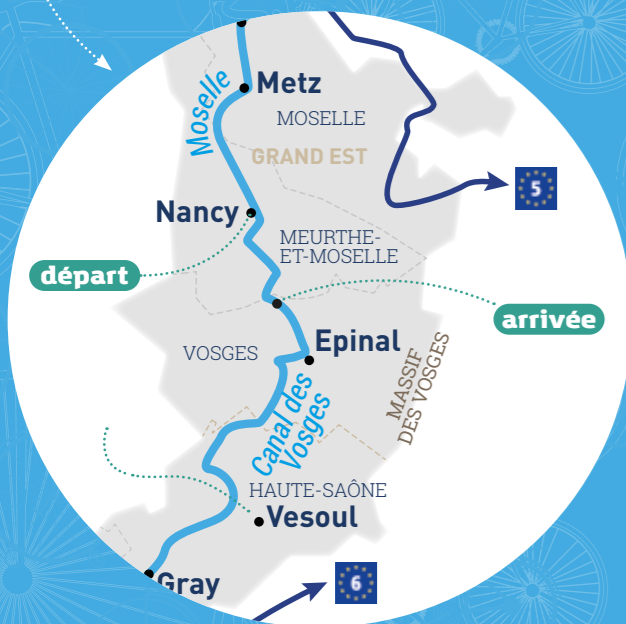 Metz
Moselle
MOSELLE
GRAND EST
5
Nancy
MEURTHE-
ET-MOSELLE
départ
arrivée
Epinal
VOSGES
MASSIF
DES VOSGES
Canal des
Vosges
HAUTE-SAÔNE
Vesoul
6
Gray